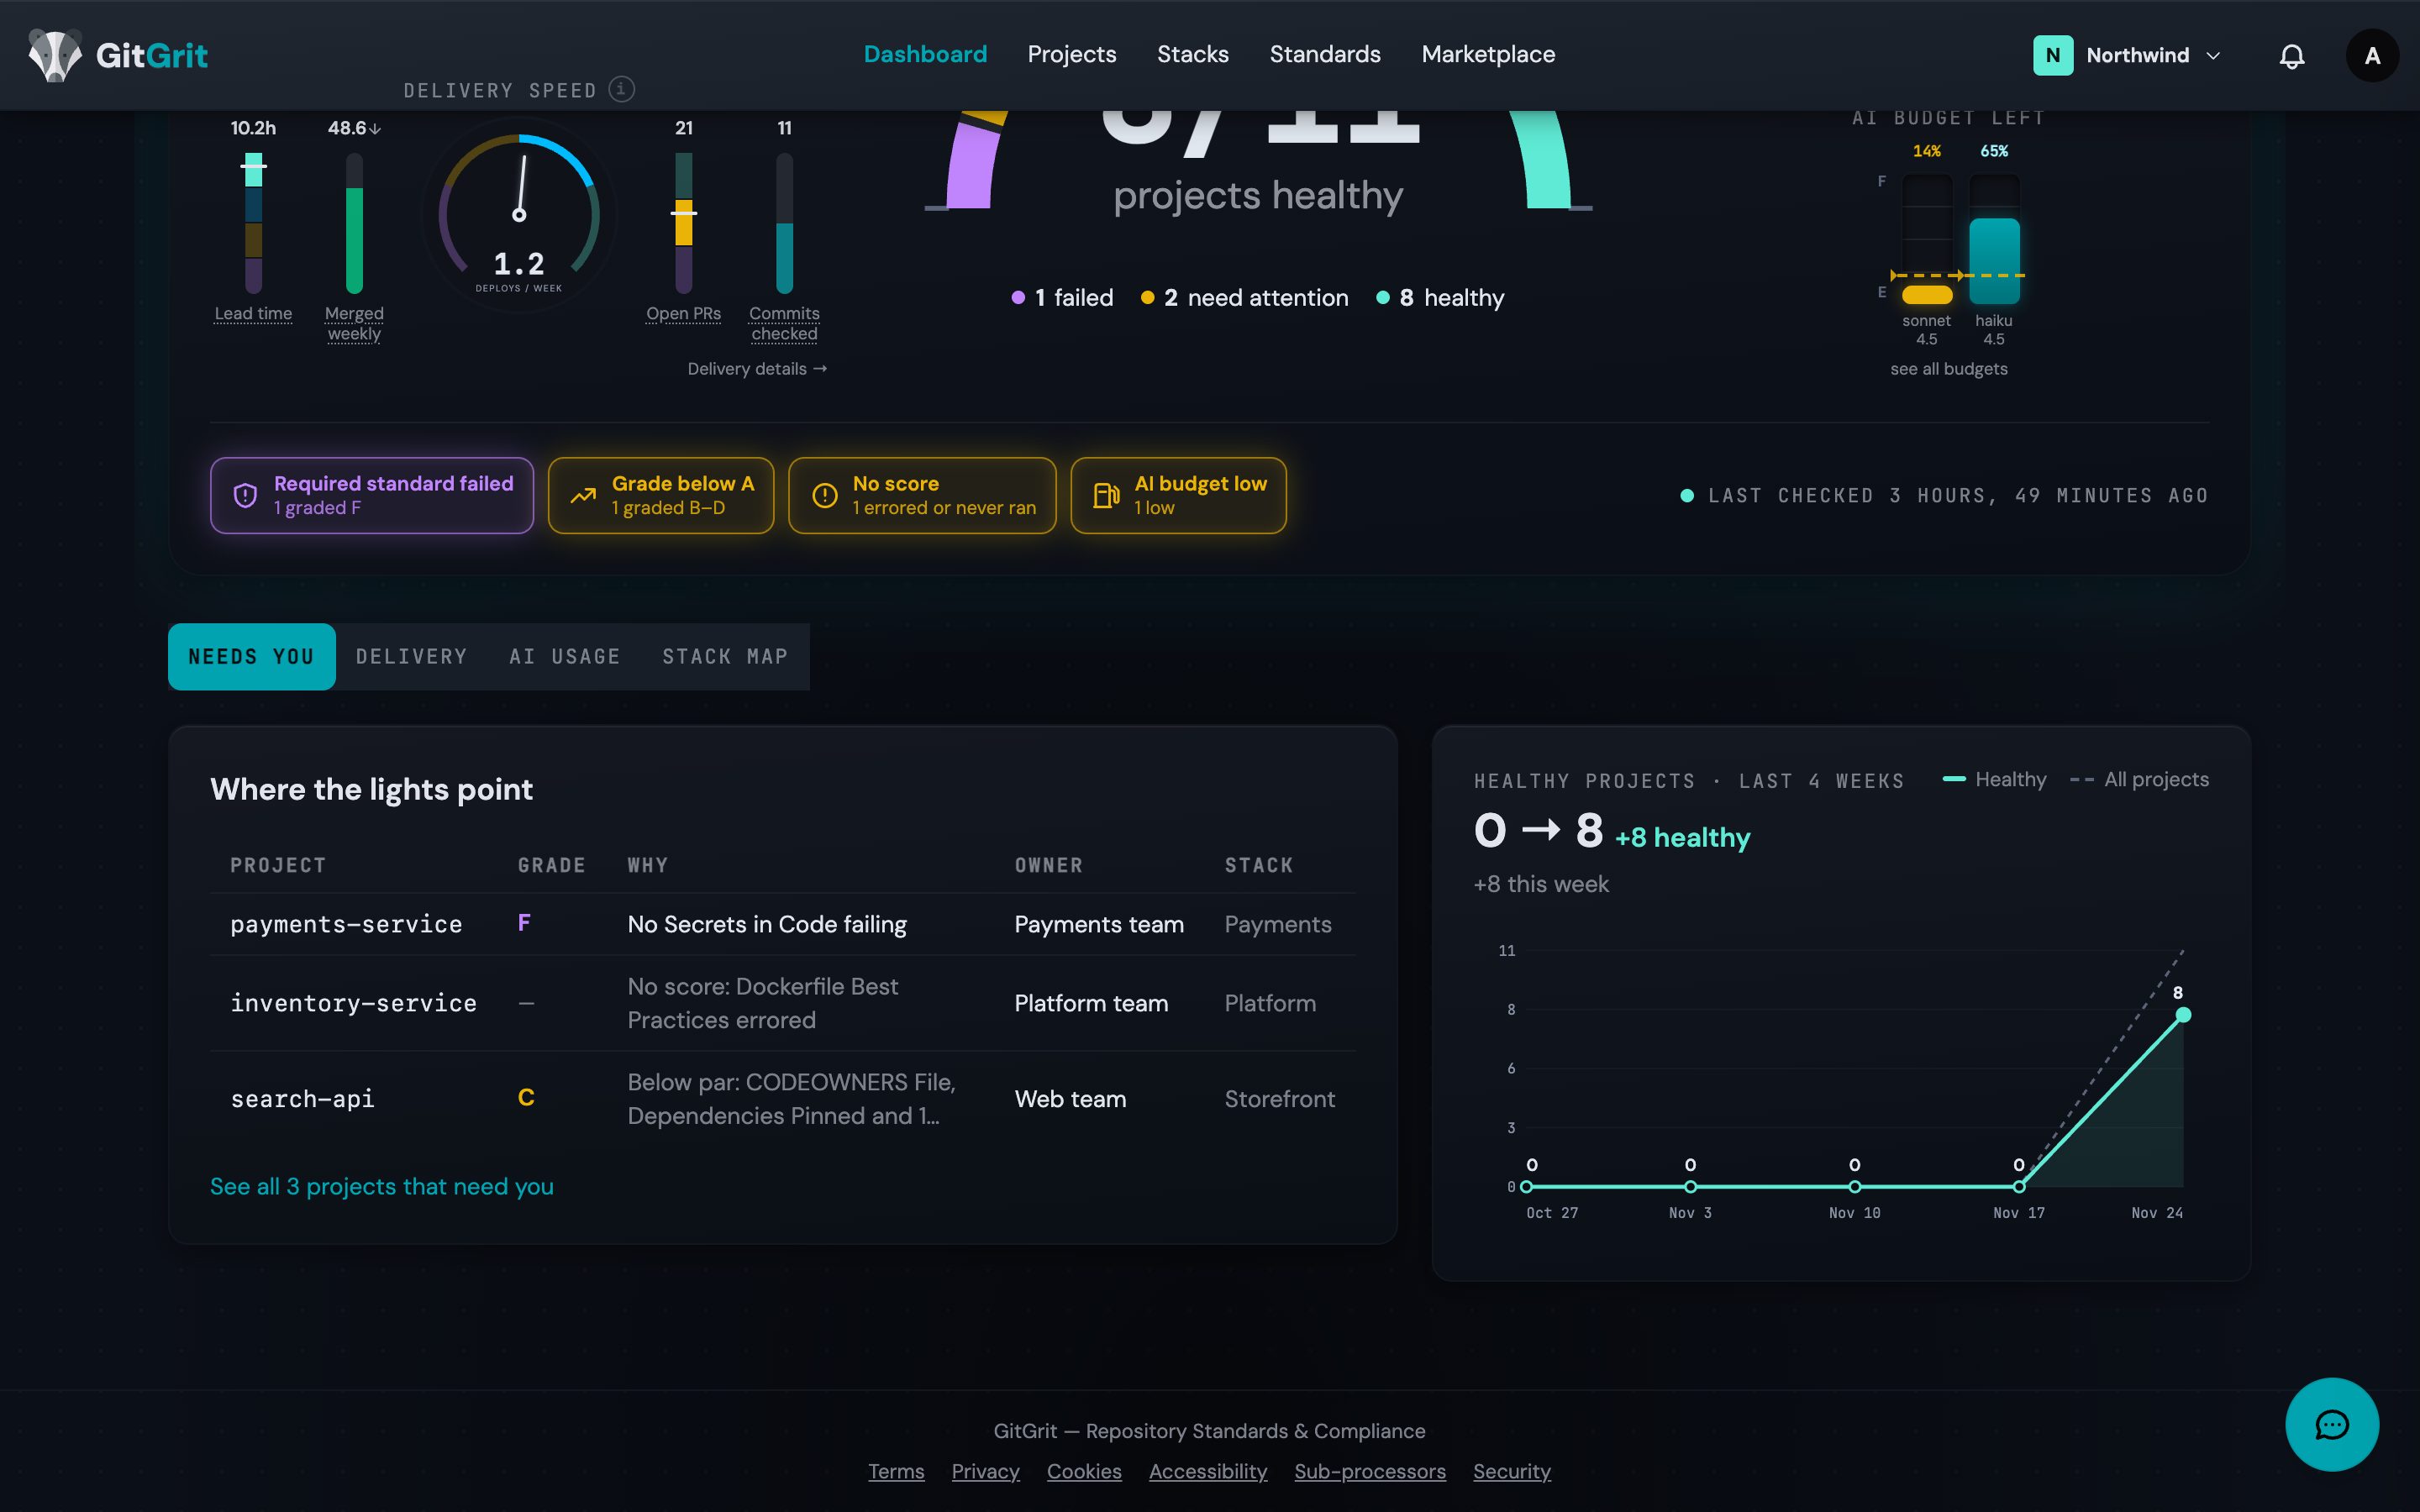 GitGrit
Dashboard
Projects
Stacks
Standards
Marketplace
N
Northwind
A
DELIVERY SPEED
i
10.2h
48.6↓
21
11
1.2
DEPLOYS / WEEK
Lead time
Merged
weekly
Open PRs
Commits
checked
Delivery details →
projects healthy
1 failed
2 need attention
8 healthy
AI BUDGET LEFT
14%
65%
F
E
sonnet
4.5
haiku
4.5
see all budgets
Required standard failed
1 graded F
Grade below A
1 graded B–D
No score
1 errored or never ran
AI budget low
1 low
LAST CHECKED 3 HOURS, 49 MINUTES AGO
NEEDS YOU
DELIVERY
AI USAGE
STACK MAP
Where the lights point
PROJECT GRADE WHY OWNER STACK
payments-service F No Secrets in Code failing Payments team Payments
inventory-service — No score: Dockerfile Best
Practices errored
Platform team Platform
search-api C Below par: CODEOWNERS File,
Dependencies Pinned and 1...
Web team Storefront
See all 3 projects that need you
HEALTHY PROJECTS · LAST 4 WEEKS
Healthy
All projects
0 → 8 +8 healthy
+8 this week
11
8
6
3
0
0
0
0
0
8
Oct 27
Nov 3
Nov 10
Nov 17
Nov 24
GitGrit — Repository Standards & Compliance
Terms
Privacy
Cookies
Accessibility
Sub-processors
Security